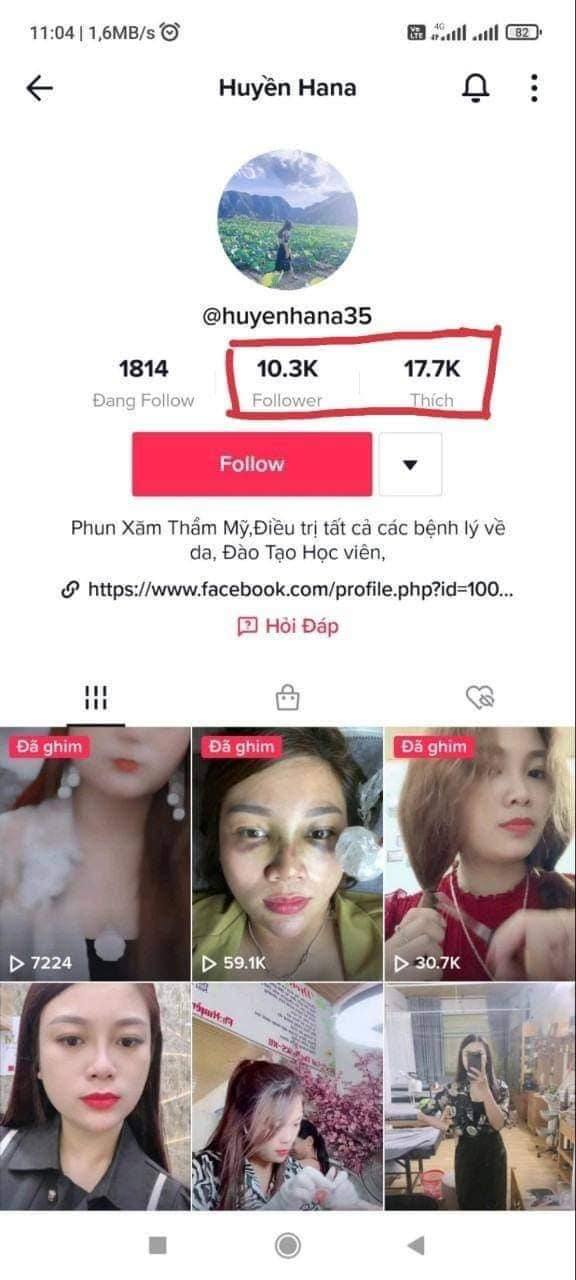 11:04 | 1,6MB/s
Vo LTE 4G 82
Huyền Hana
@huyenhana35
1814 10.3K 17.7K
Đang Follow Follower Thích
Follow
Phun Xăm Thẩm Mỹ,Điều trị tất cả các bệnh lý về
da, Đào Tạo Học viên,
https://www.facebook.com/profile.php?id=100...
Hỏi Đáp
Đã ghim Đã ghim Đã ghim
7224 59.1K 30.7K